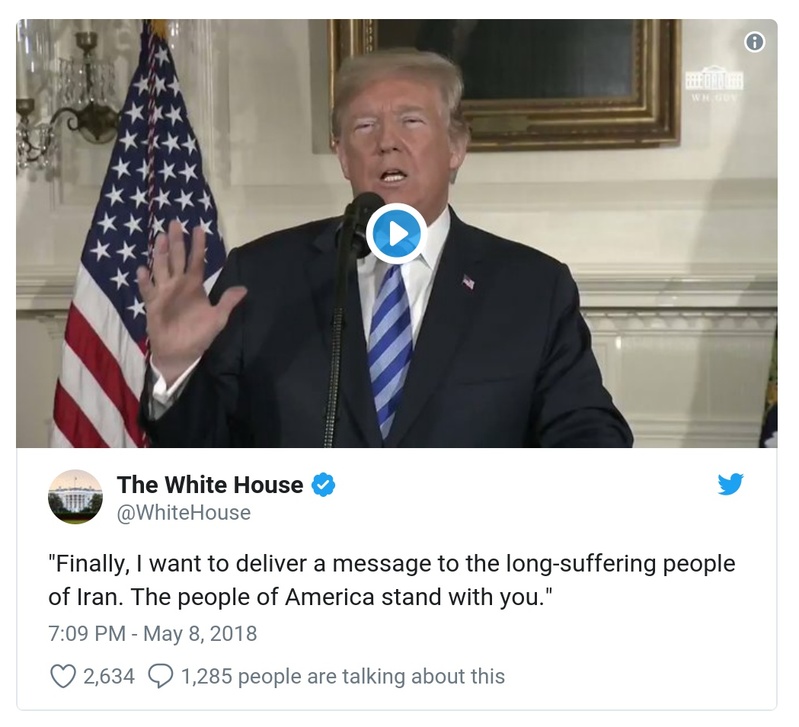 WH.GOV
The White House
@WhiteHouse
"Finally, I want to deliver a message to the long-suffering people
of Iran. The people of America stand with you."
7:09 PM - May 8, 2018
2,634 1,285 people are talking about this